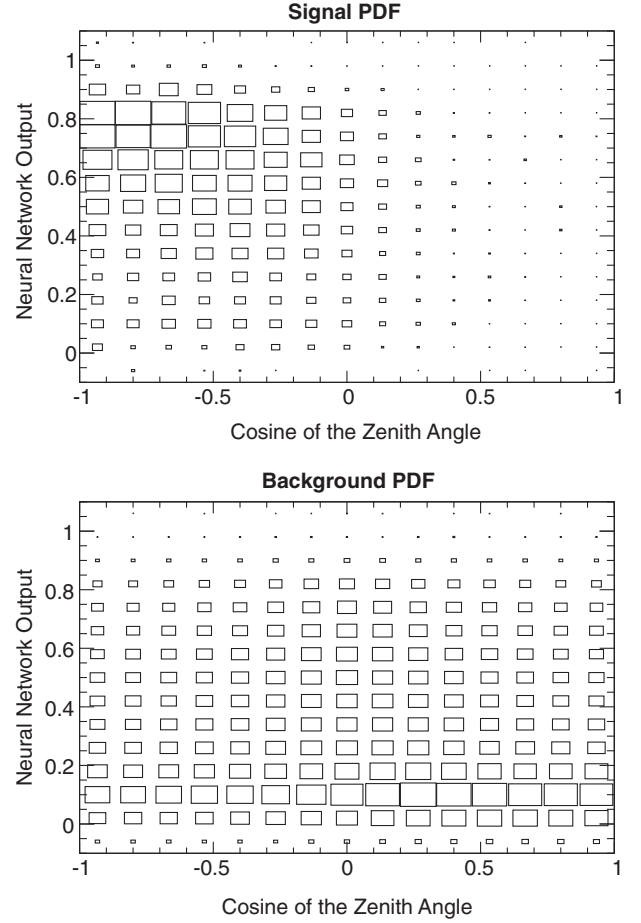 Signal PDF
1
0.8
0.6
0.4
0.2
0
Neural Network Output
-1 -0.5 0 0.5 1
Cosine of the Zenith Angle
Background PDF
1
0.8
0.6
0.4
0.2
0
Neural Network Output
-1 -0.5 0 0.5 1
Cosine of the Zenith Angle